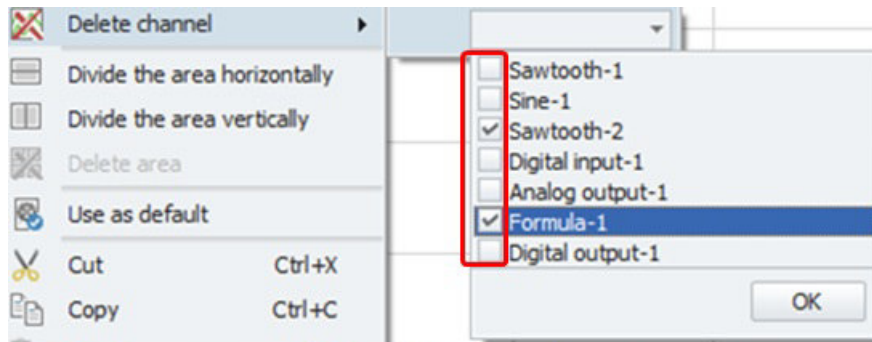 Delete channel
Divide the area horizontally
Divide the area vertically
Delete area
Use as default
Cut Ctrl+X
Copy Ctrl+C
Sawtooth-1
Sine-1
Sawtooth-2
Digital input-1
Analog output-1
Formula-1
Digital output-1
OK